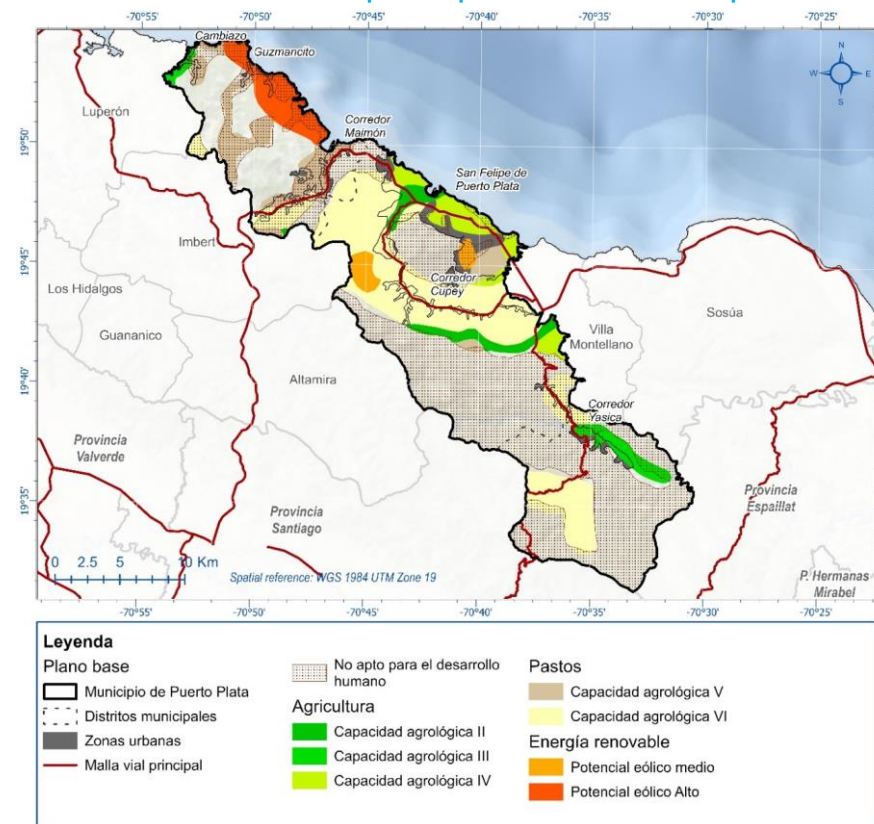 -70°55' -70°50' -70°45' -70°40' -70°35' -70°30' -70°25'
Cambiazo
Guzmancito
N
W E
S
Luperón
19°50'
Corredor
Maimón
San Felipe de
Puerto Plata
Imbert
19°45'
Corredor
Cupey
Los Hidalgos
Guananico
Villa
Montellano
Sosúa
19°40'
Altamira
Corredor
Yasica
Provincia
Valverde
19°35'
Provincia
Santiago
Provincia
Espaillat
0 2.5 5 10 Km
Spatial reference: WGS 1984 UTM Zone 19
P. Hermanas
Mirabel
-70°55' -70°50' -70°45' -70°40' -70°35' -70°30' -70°25'
Leyenda
Plano base
Municipio de Puerto Plata
Distritos municipales
Zonas urbanas
Malla vial principal
No apto para el desarrollo
humano
Agricultura
Capacidad agrológica II
Capacidad agrológica III
Capacidad agrológica IV
Pastos
Capacidad agrológica V
Capacidad agrológica VI
Energía renovable
Potencial eólico medio
Potencial eólico Alto